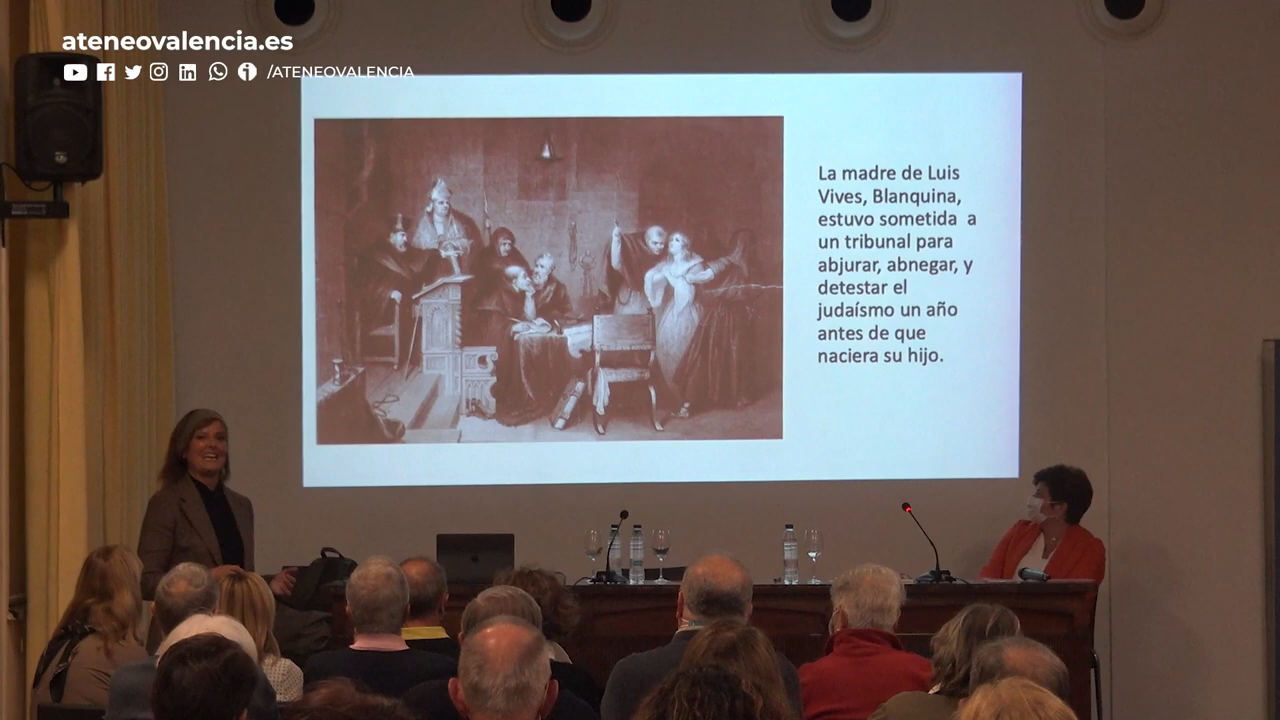 ateneovalencia.es
/ATENEOVALENCIA
La madre de Luis
Vives, Blanquina,
estuvo sometida a
un tribunal para
abjurar, abnegar, y
detestar el
judaísmo un año
antes de que
naciera su hijo.